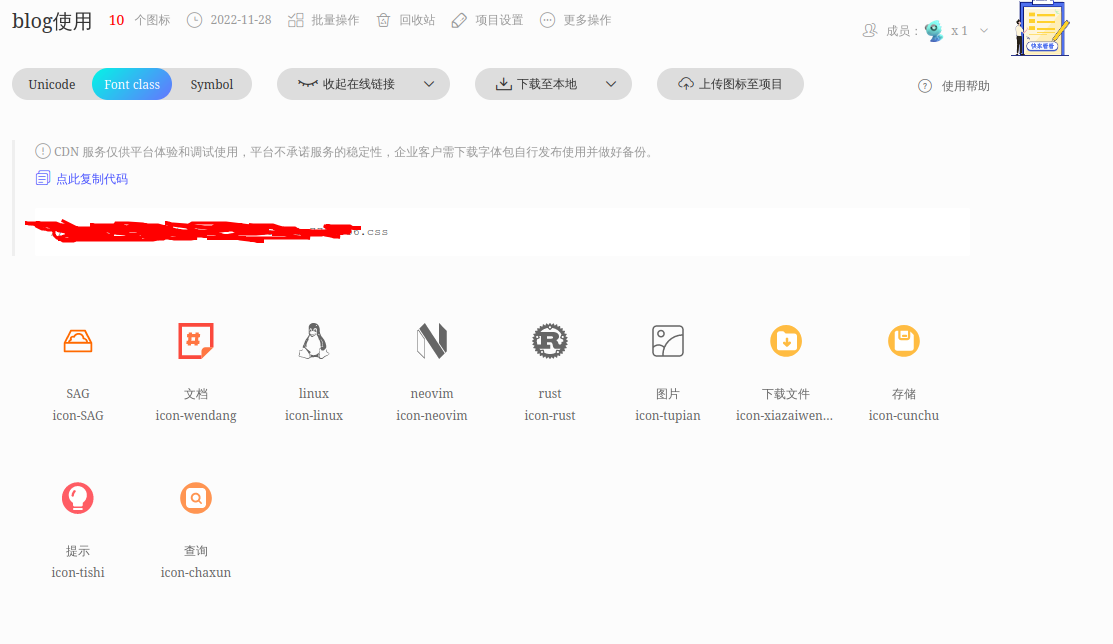 blog使用 10 个图标 2022-11-28 批量操作 回收站 项目设置 更多操作
成员： x 1
快来看看
Unicode Font class Symbol 收起在线链接 下载至本地 上传图标至项目 使用帮助
CDN 服务仅供平台体验和调试使用，平台不承诺服务的稳定性，企业客户需下载字体包自行发布使用并做好备份。
点此复制代码
.css
SAG 文档 linux neovim rust 图片 下载文件 存储
icon-SAG icon-wendang icon-linux icon-neovim icon-rust icon-tupian icon-xiazaiwen... icon-cunchu
提示 查询
icon-tishi icon-chaxun